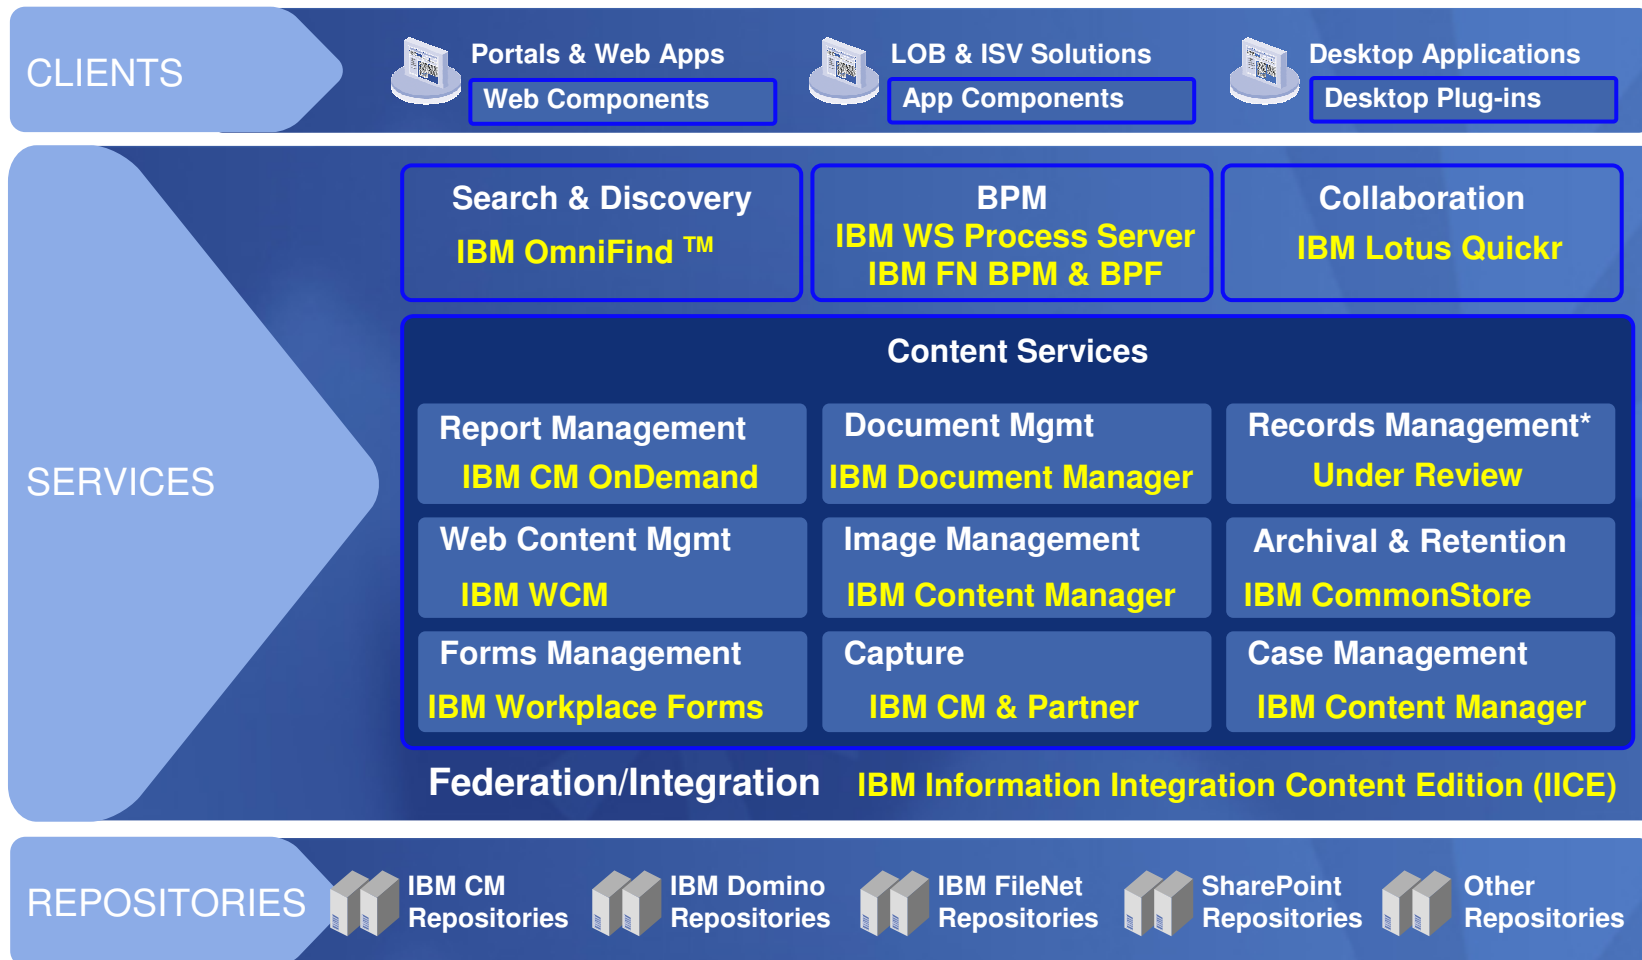 CLIENTS
Portals & Web Apps
Web Components
LOB & ISV Solutions
App Components
Desktop Applications
Desktop Plug-ins
SERVICES
Search & Discovery
IBM OmniFind TM
BPM
IBM WS Process Server
IBM FN BPM & BPF
Collaboration
IBM Lotus Quickr
Content Services
Report Management
IBM CM OnDemand
Document Mgmt
IBM Document Manager
Records Management*
Under Review
Web Content Mgmt
IBM WCM
Image Management
IBM Content Manager
Archival & Retention
IBM CommonStore
Forms Management
IBM Workplace Forms
Capture
IBM CM & Partner
Case Management
IBM Content Manager
Federation/Integration
IBM Information Integration Content Edition (IICE)
REPOSITORIES
IBM CM
Repositories
IBM Domino
Repositories
IBM FileNet
Repositories
SharePoint
Repositories
Other
Repositories